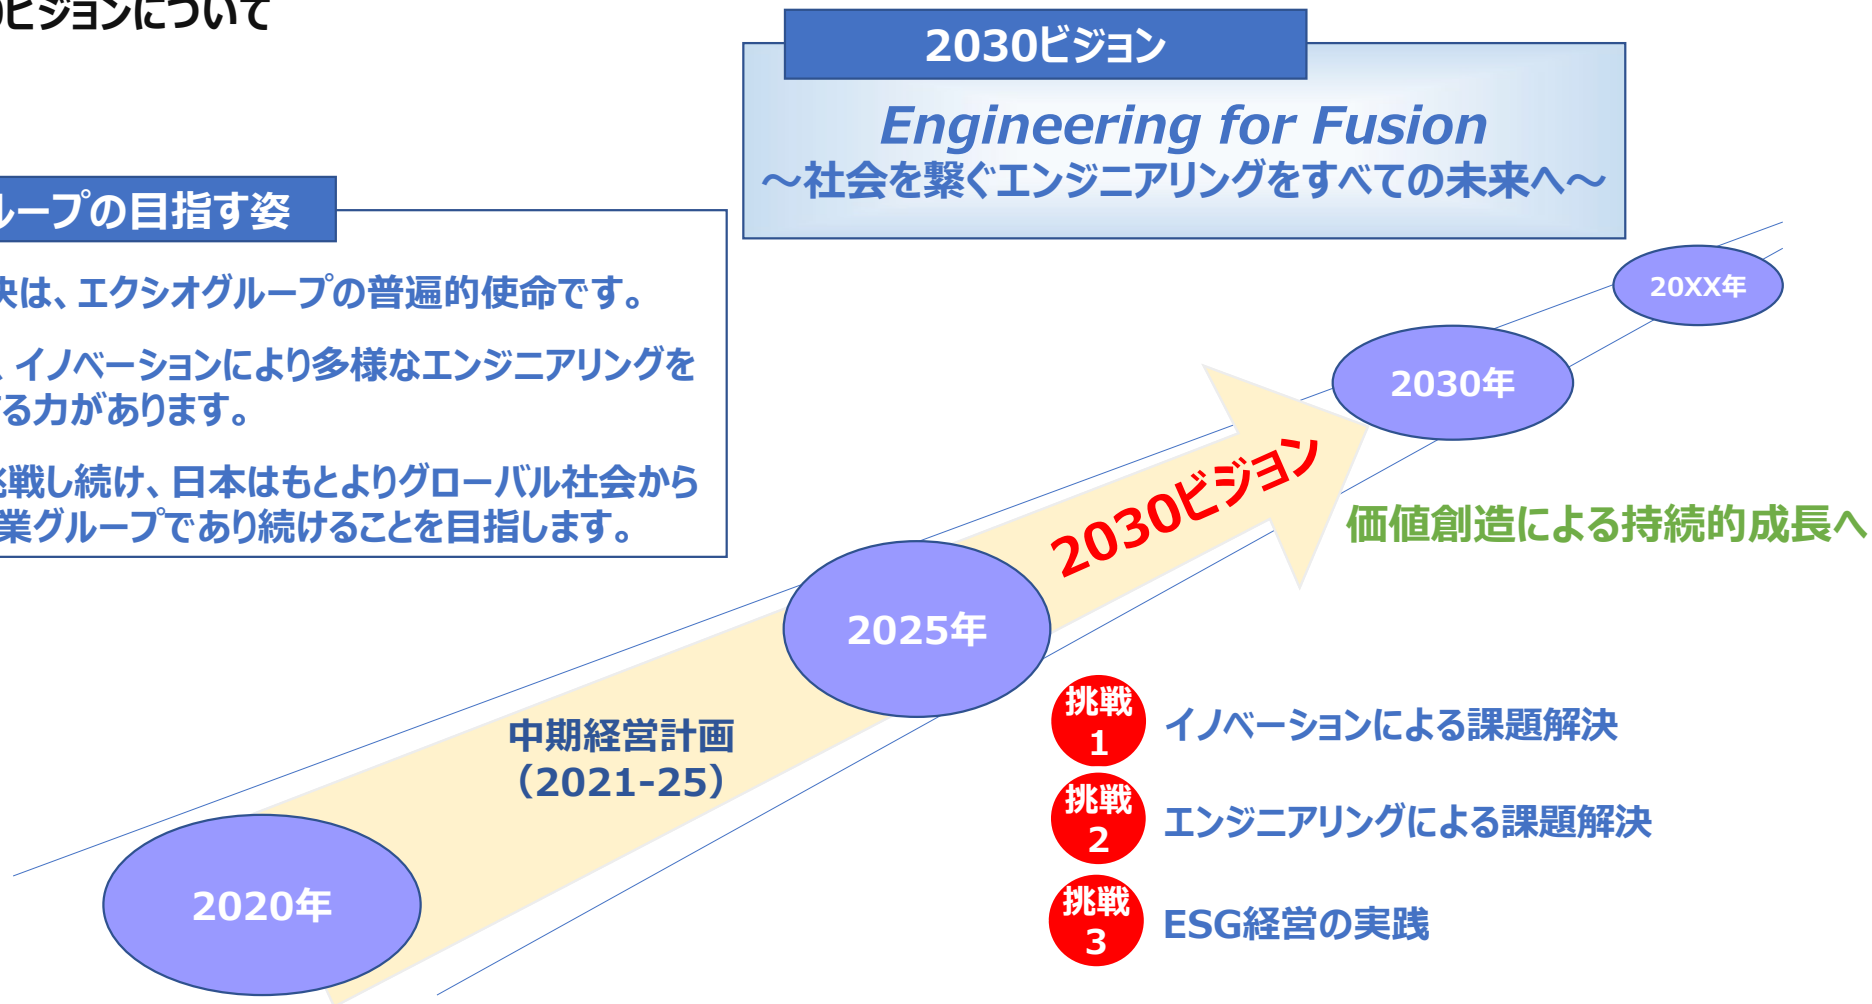 ビジョンについて
2030ビジョン
Engineering for Fusion
～社会を繋ぐエンジニアリングをすべての未来へ～
ループの目指す姿
決は、エクシオグループの普遍的使命です。
、イノベーションにより多様なエンジニアリングを
する力があります。
挑戦し続け、日本はもとよりグローバル社会から
業グループであり続けることを目指します。
20XX年
2030年
2030ビジョン
価値創造による持続的成長へ
2025年
中期経営計画
（2021-25）
2020年
挑戦
1
イノベーションによる課題解決
挑戦
2
エンジニアリングによる課題解決
挑戦
3
ESG経営の実践